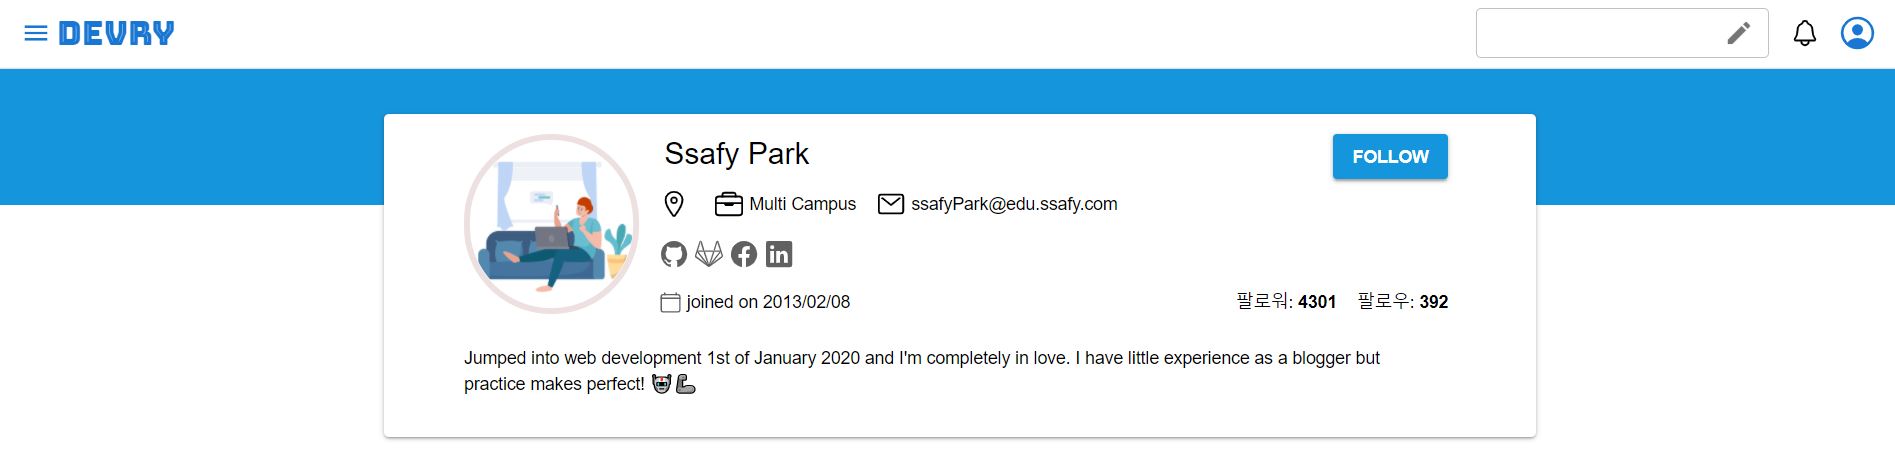 DEVRY
Ssafy Park
FOLLOW
Multi Campus ssafyPark@edu.ssafy.com
joined on 2013/02/08 팔로워: 4301 팔로우: 392
Jumped into web development 1st of January 2020 and I'm completely in love. I have little experience as a blogger but
practice makes perfect! 🤖🦾